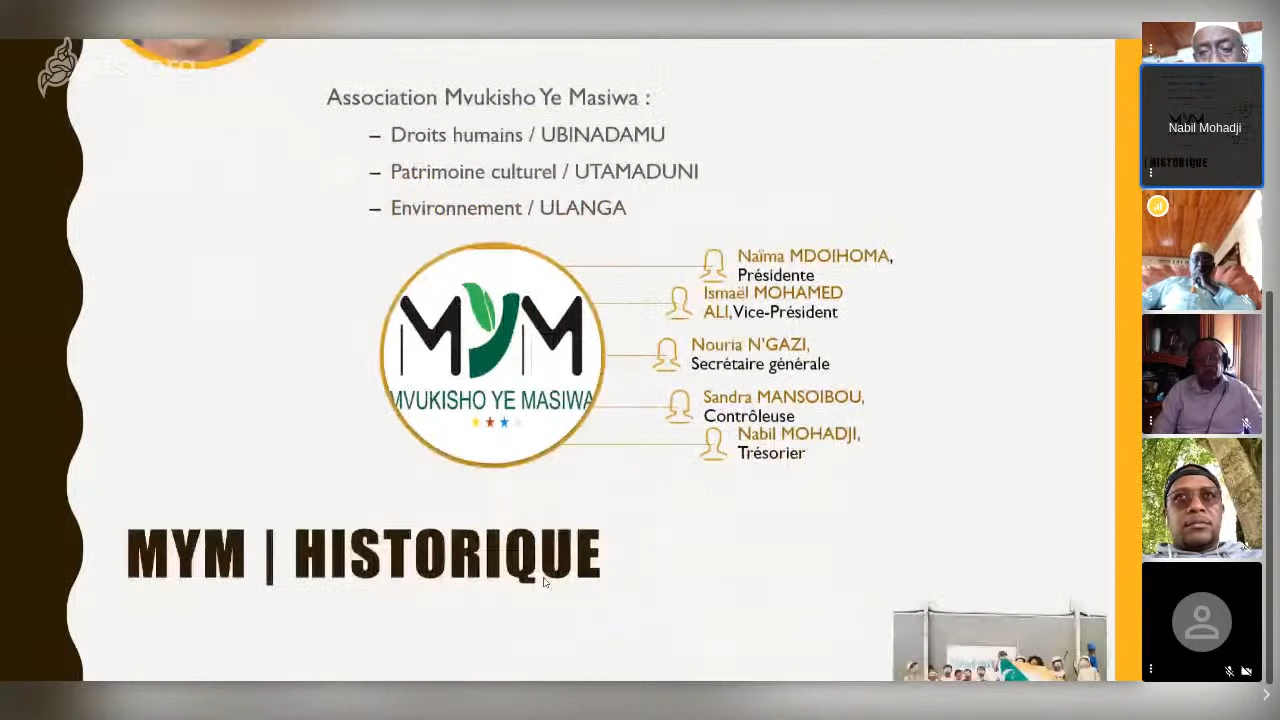 Association Mvukisho Ye Masiwa :
– Droits humains / UBINADAMU
– Patrimoine culturel / UTAMADUNI
– Environnement / ULANGA
MYM
MVUKISHO YE MASIWA
Naïma MDOIHOMA,
Présidente
Ismaël MOHAMED
ALI,Vice-Président
Nouria N'GAZI,
Secrétaire générale
Sandra MANSOIBOU,
Contrôleuse
Nabil MOHADJI,
Trésorier
MYM | HISTORIQUE
Nabil Mohadji
HISTORIQUE